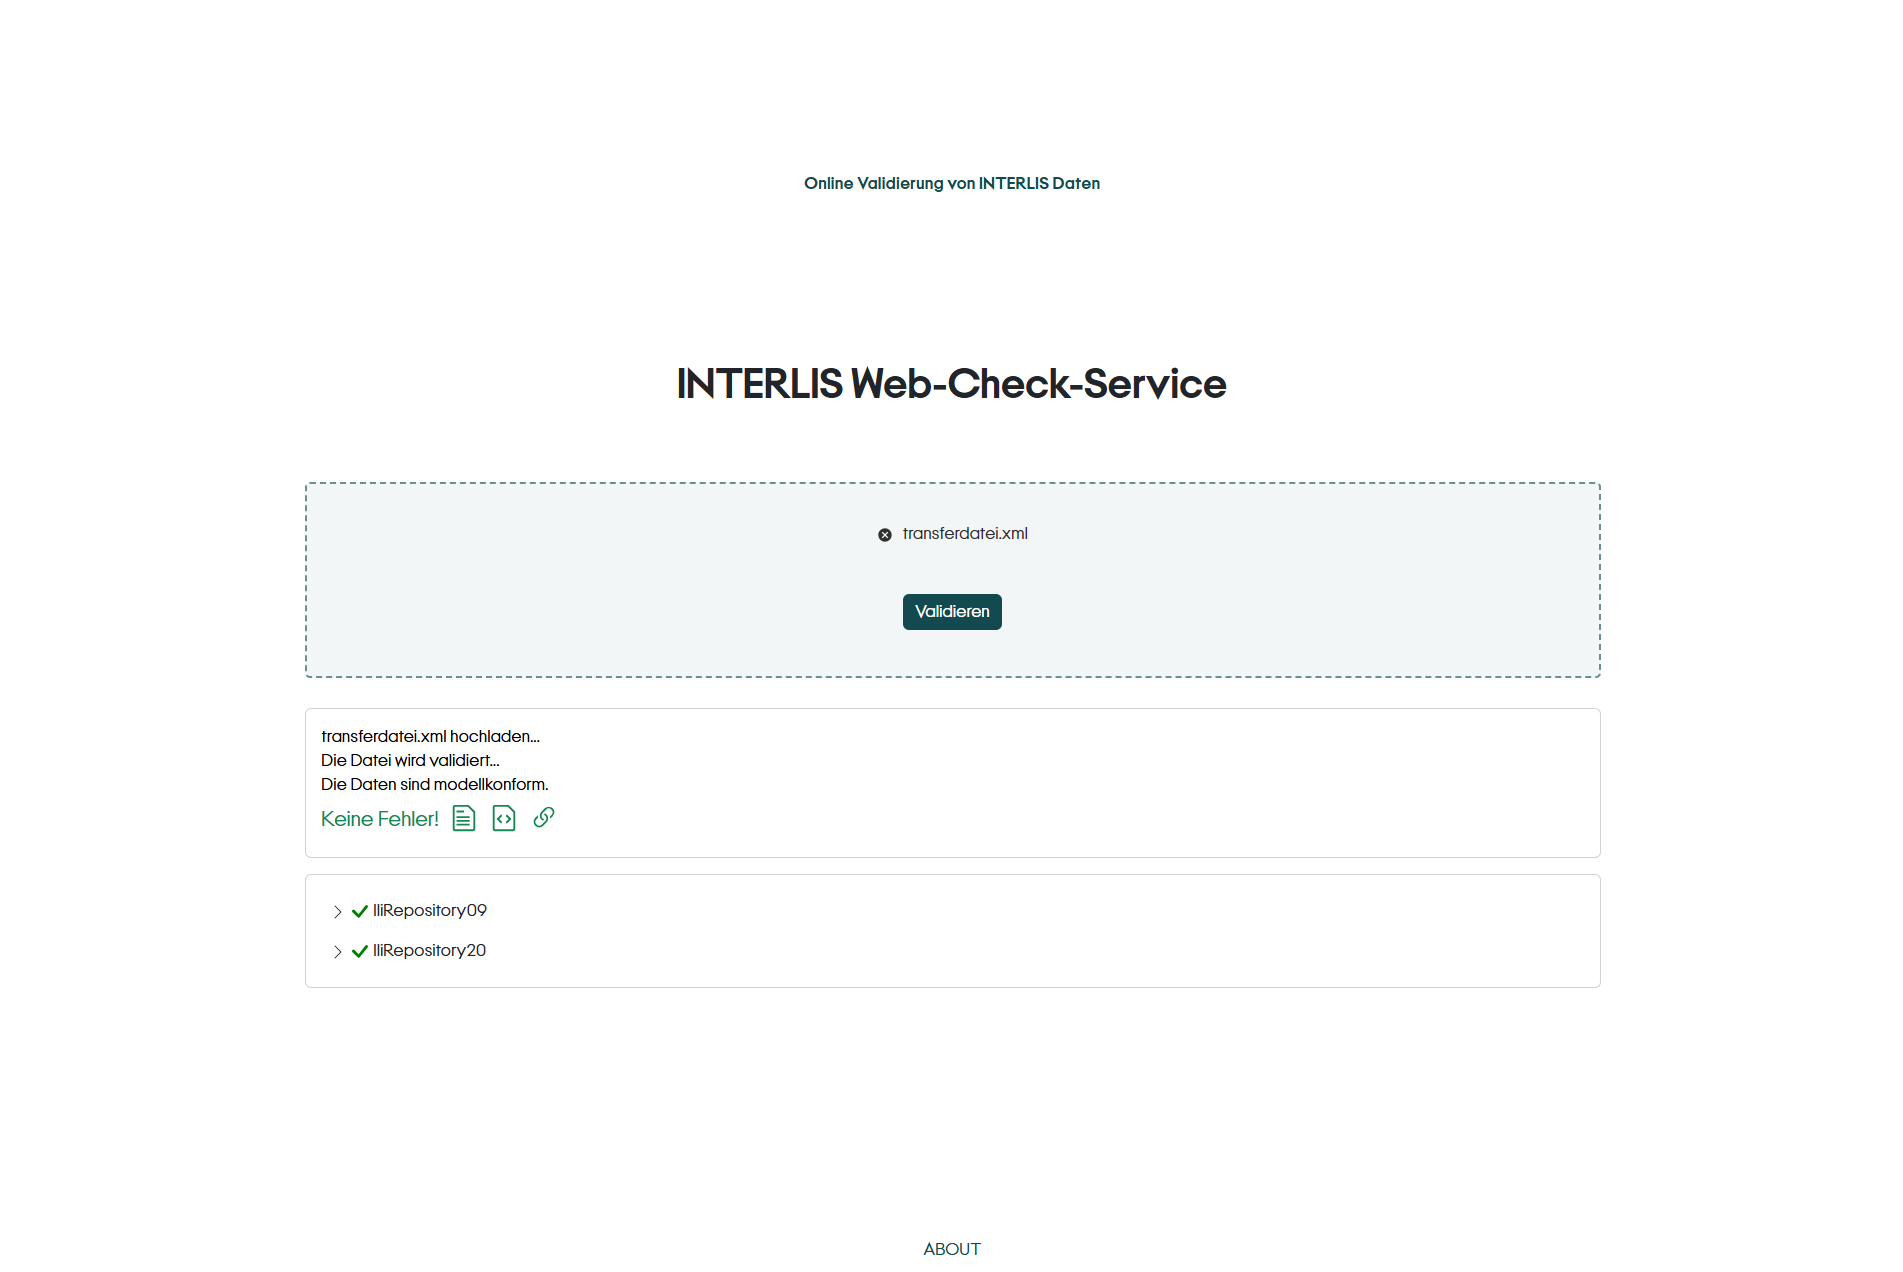 Online Validierung von INTERLIS Daten
INTERLIS Web-Check-Service
transferdatei.xml
Validieren
transferdatei.xml hochladen...
Die Datei wird validiert...
Die Daten sind modellkonform.
Keine Fehler!
IliRepository09
IliRepository20
ABOUT